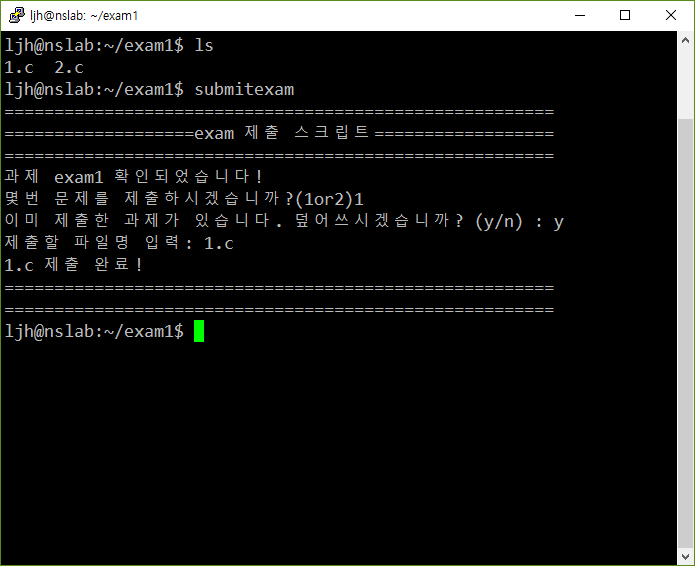 ljh@nslab: ~/exam1
ljh@nslab:~/exam1$ ls
1.c  2.c
ljh@nslab:~/exam1$ submitexam
=======================================================
===================exam 제출 스크립트==================
=======================================================
과제 exam1 확인되었습니다!
몇번 문제를 제출하시겠습니까?(1or2)1
이미 제출한 과제가 있습니다. 덮어쓰시겠습니까? (y/n) : y
제출할 파일명 입력: 1.c
1.c 제출 완료!
=======================================================
=======================================================
ljh@nslab:~/exam1$